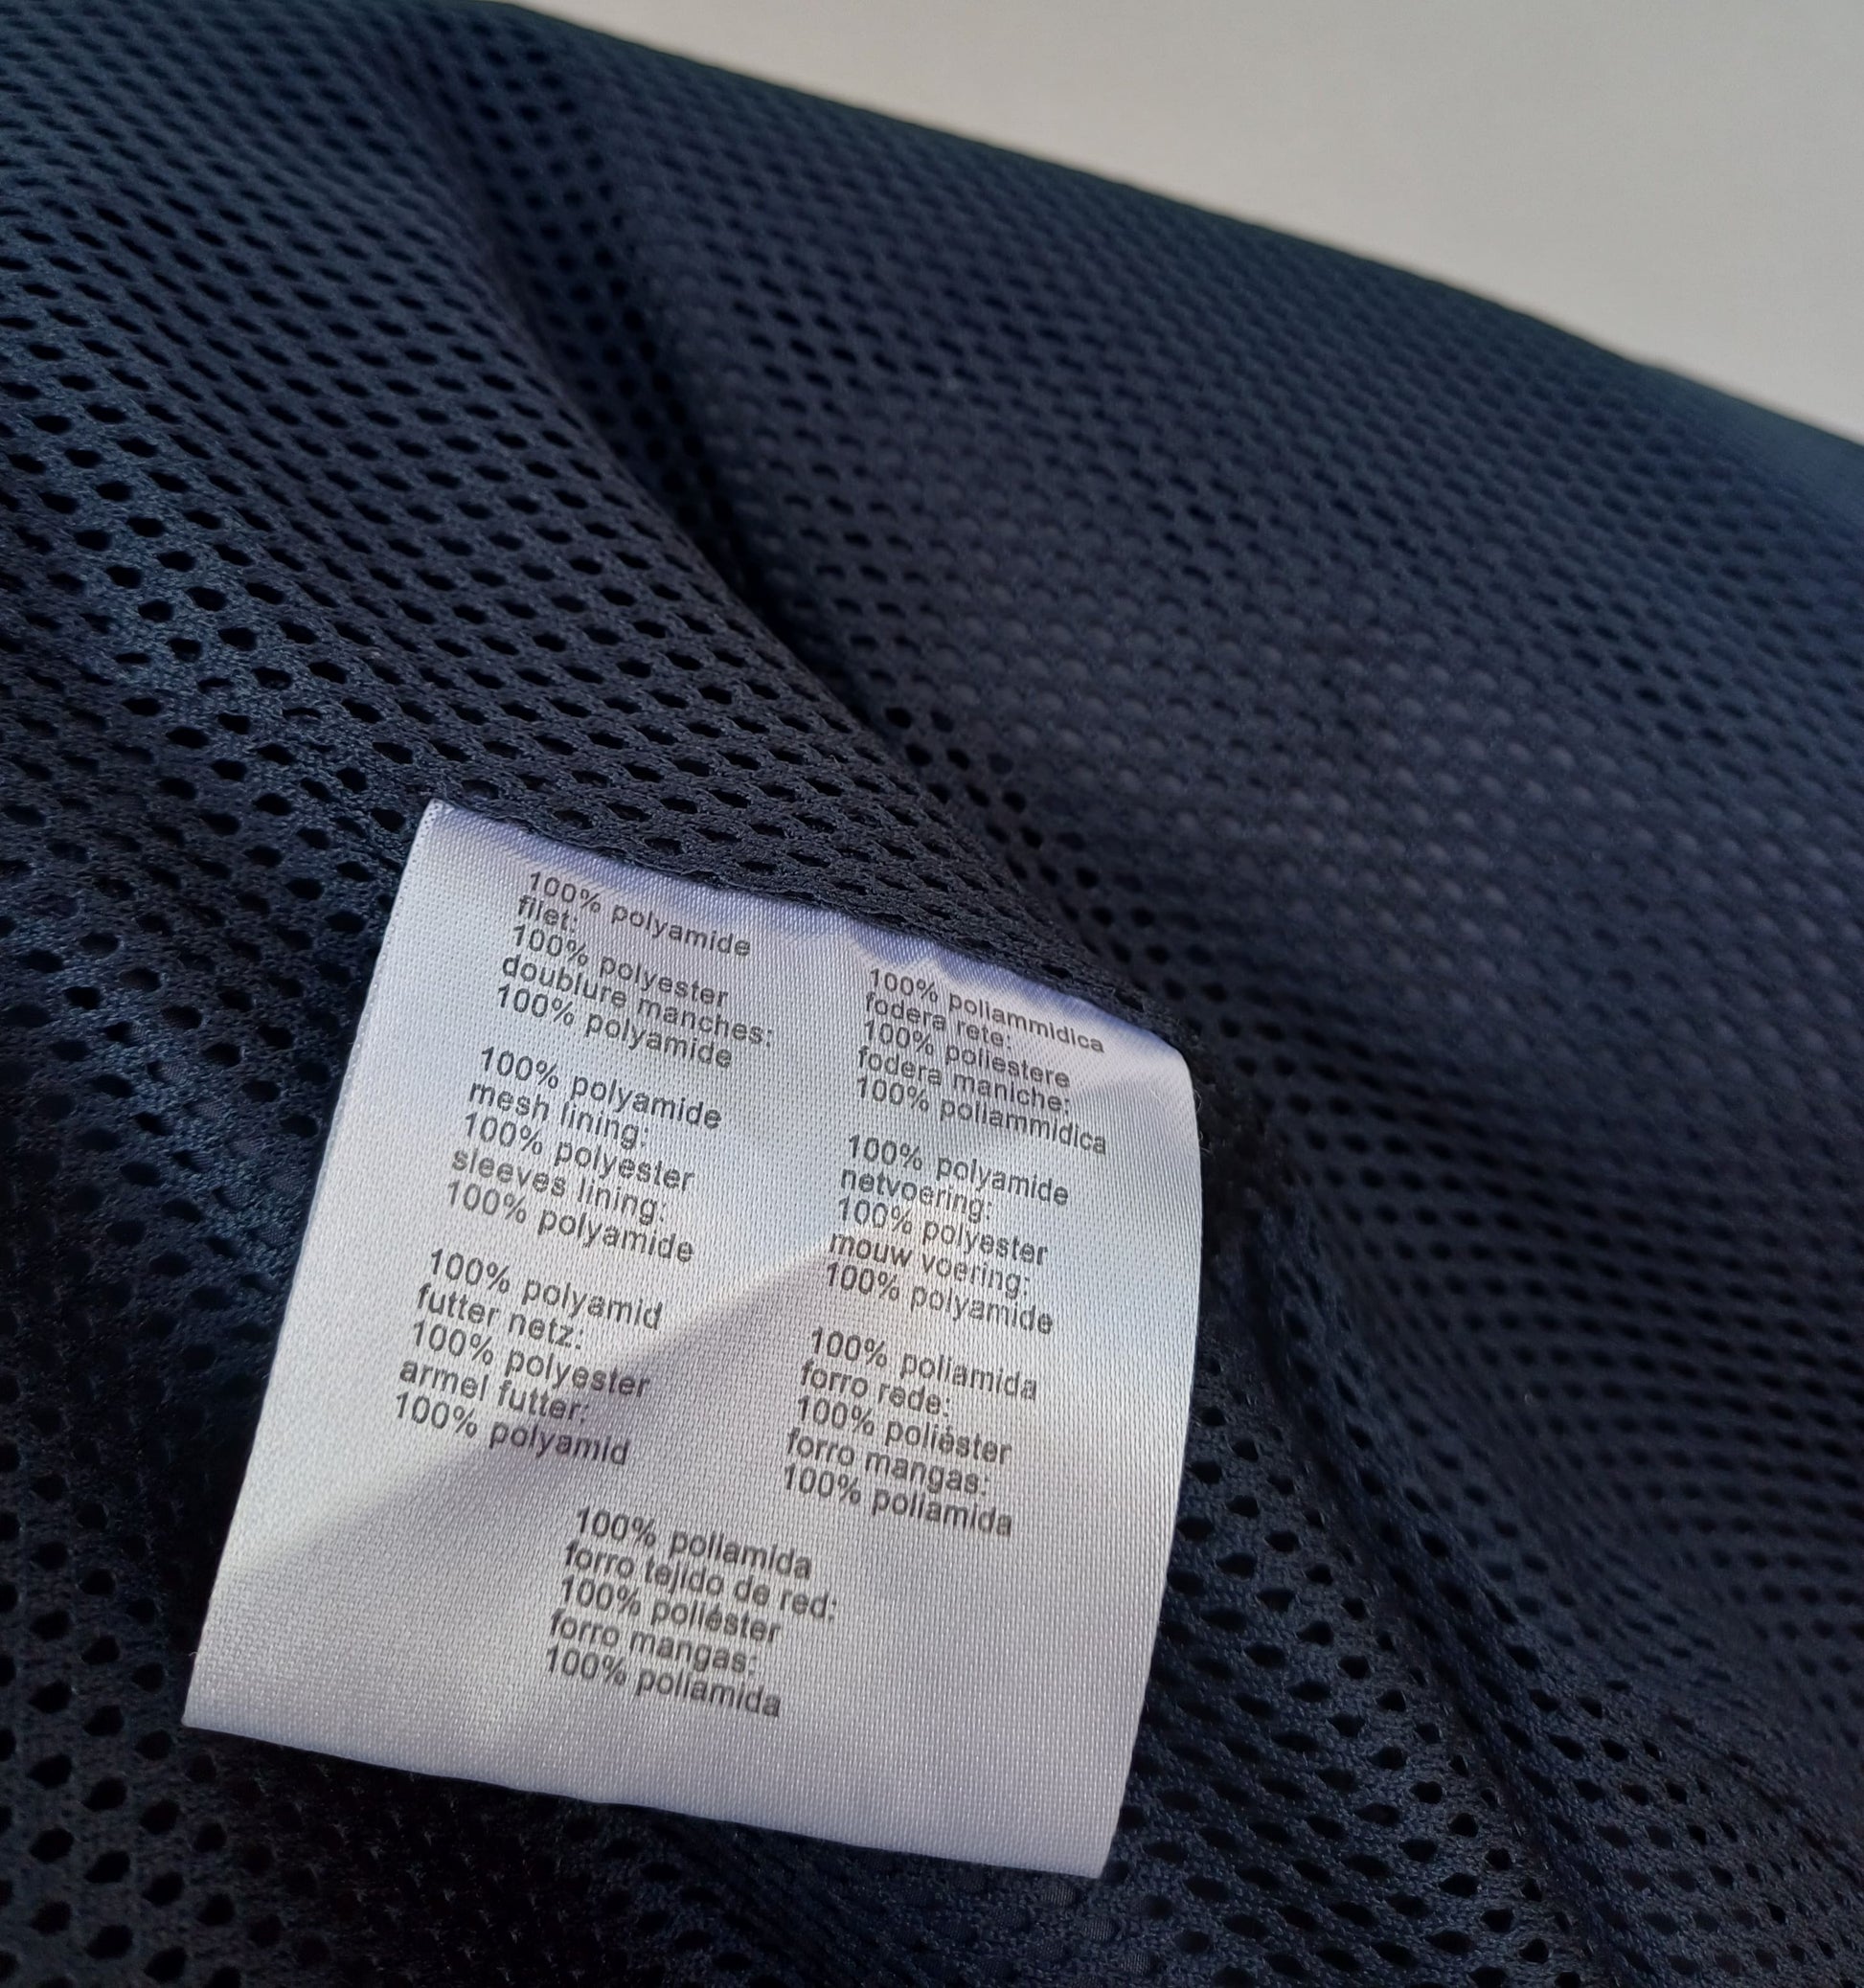 100% polyamide
filet:
100% polyester
doublure manches:
100% polyamide
100% polyamide
mesh lining:
100% polyester
sleeves lining:
100% polyamide
100% polyamid
futter netz:
100% polyester
armel futter:
100% polyamid
100% poliammidica
fodera rete:
100% poliestere
fodera maniche:
100% poliammidica
100% polyamide
netvoering:
100% polyester
mouw voering:
100% polyamide
100% poliamida
forro rede:
100% poliéster
forro mangas:
100% poliamida
100% poliamida
forro tejido de red:
100% poliéster
forro mangas:
100% poliamida